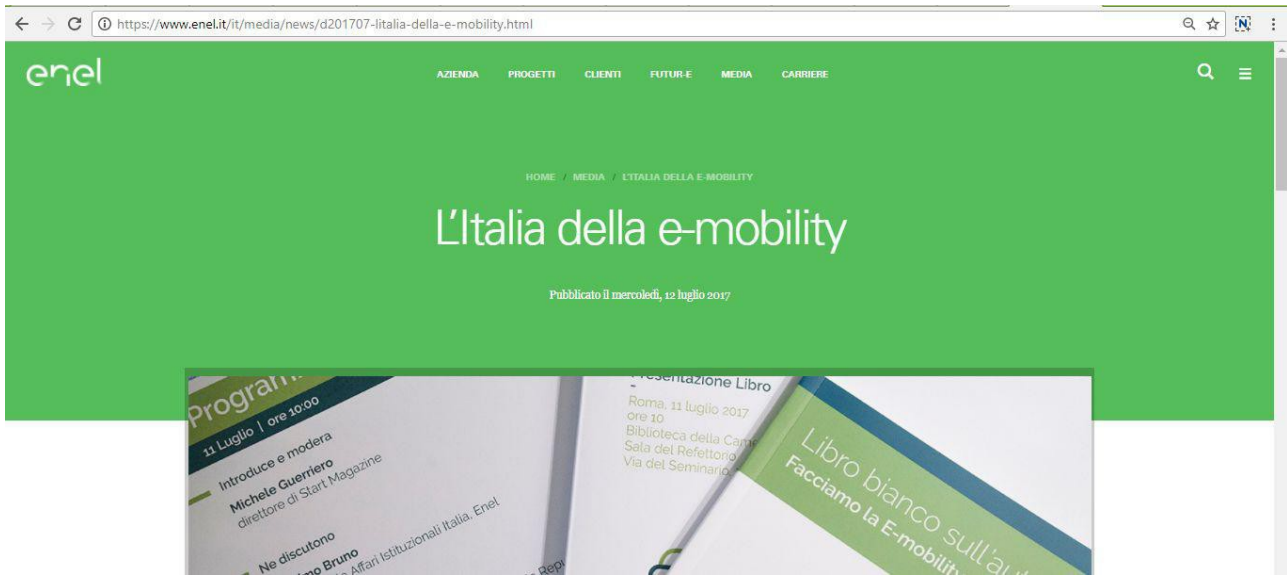 https://www.enel.it/it/media/news/d201707-litalia-della-e-mobility.html
enel
AZIENDA PROGETTI CLIENTI FUTUR-E MEDIA CARRIERE
HOME / MEDIA / L'ITALIA DELLA E-MOBILITY
L'Italia della e-mobility
Pubblicato il mercoledì, 12 luglio 2017
11 Luglio | ore 10:00
Introduce e modera
Michele Guerriero
direttore di Start Magazine
Ne discutono
Bruno
Affari Istituzionali Italia, Enel
Libro
Roma, 11 luglio 2017
ore 10
Biblioteca della
Sala del Refettorio
Via del Seminario
Libro bianco
Facciamo la E-mobility